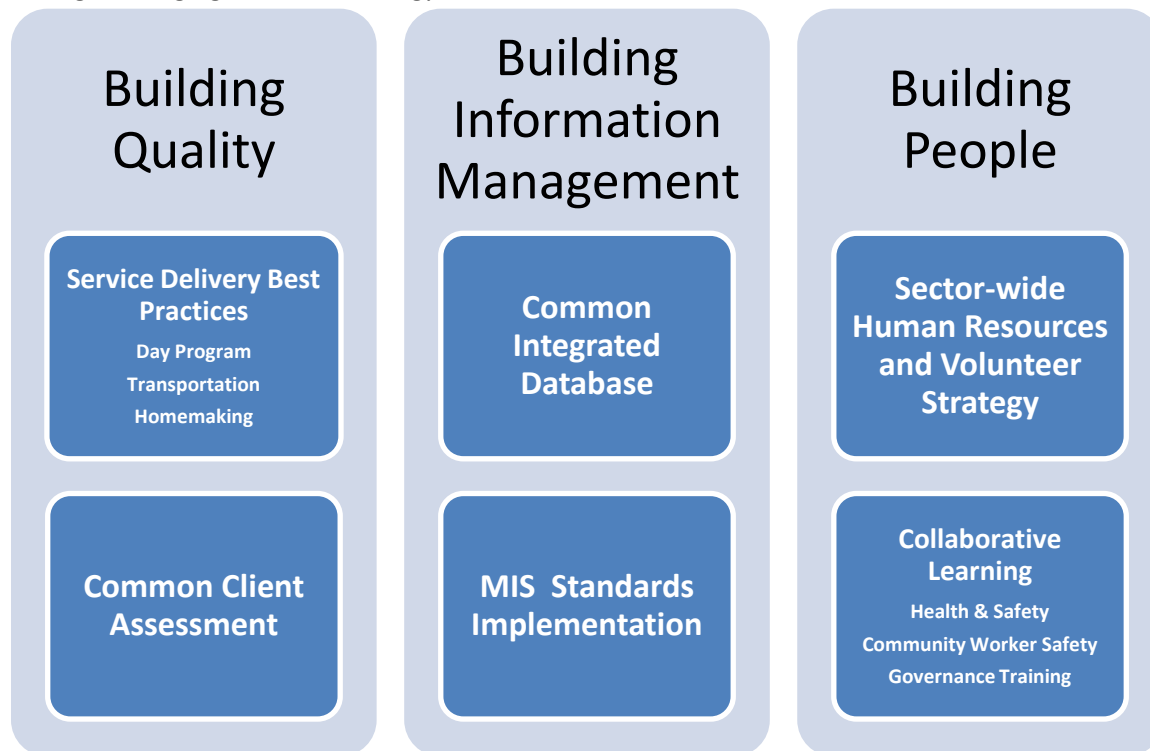 Building
Quality
Service Delivery Best
Practices
Day Program
Transportation
Homemaking
Common Client
Assessment
Building
Information
Management
Common
Integrated
Database
MIS Standards
Implementation
Building
People
Sector-wide
Human Resources
and Volunteer
Strategy
Collaborative
Learning
Health & Safety
Community Worker Safety
Governance Training